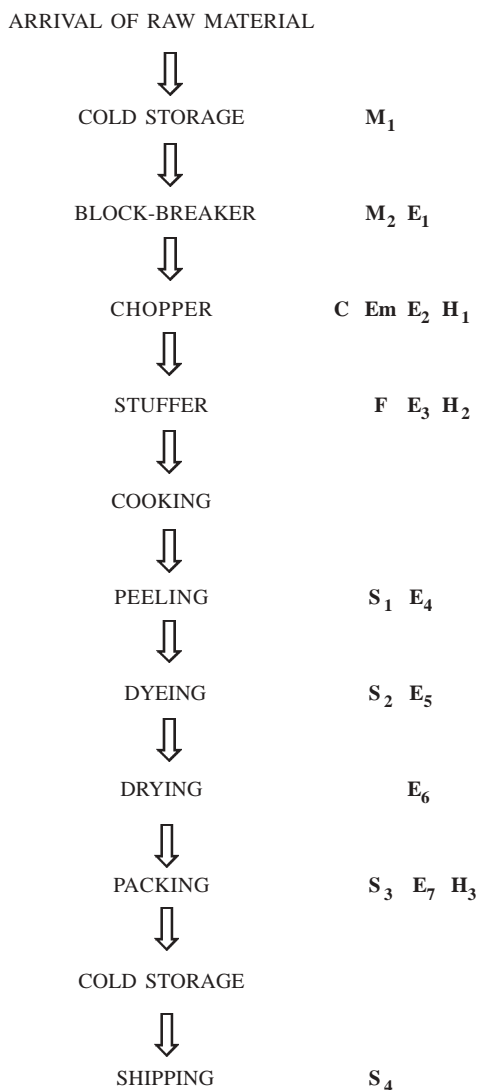 ARRIVAL OF RAW MATERIAL
COLD STORAGE M₁
BLOCK-BREAKER M₂ E₁
CHOPPER C Em E₂ H₁
STUFFER F E₃ H₂
COOKING
PEELING S₁ E₄
DYEING S₂ E₅
DRYING E₆
PACKING S₃ E₇ H₃
COLD STORAGE
SHIPPING S₄